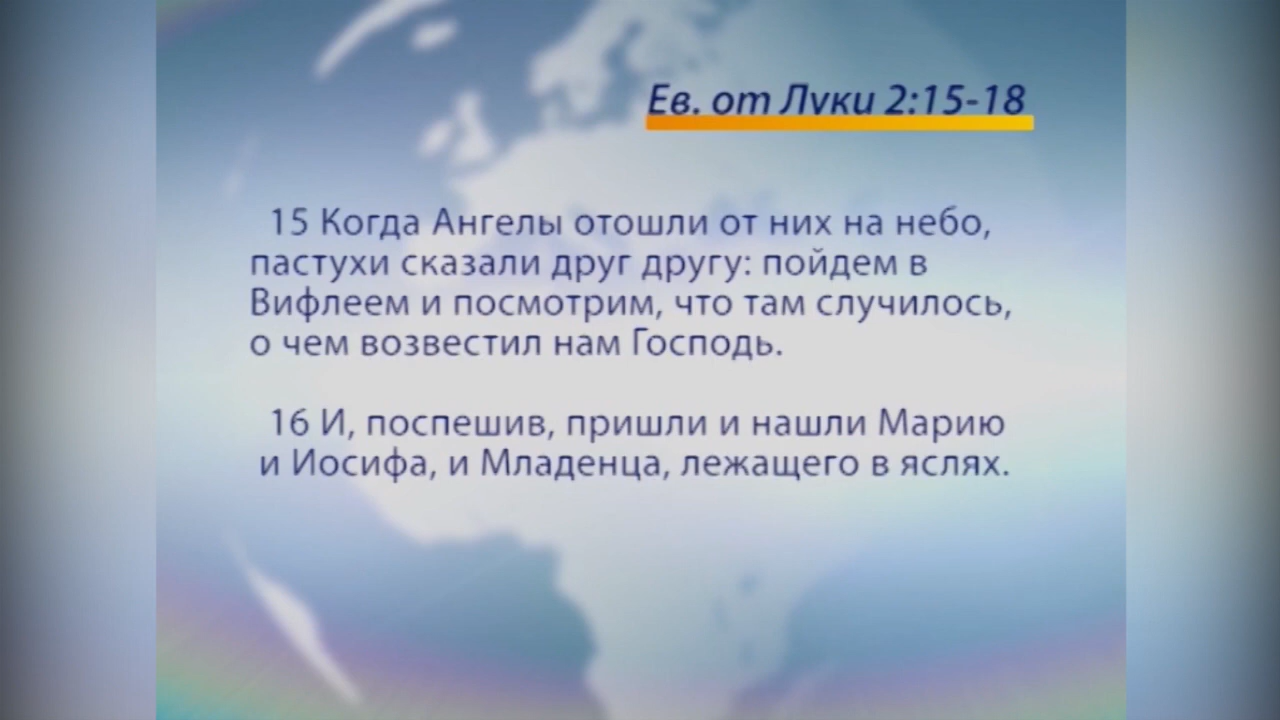 Ев. от Луки 2:15-18
15 Когда Ангелы отошли от них на небо,
пастухи сказали друг другу: пойдем в
Вифлеем и посмотрим, что там случилось,
о чем возвестил нам Господь.
16 И, поспешив, пришли и нашли Марию
и Иосифа, и Младенца, лежащего в яслях.